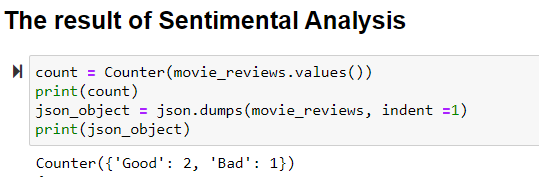 The result of Sentimental Analysis
count = Counter(movie_reviews.values())
print(count)
json_object = json.dumps(movie_reviews, indent =1)
print(json_object)
Counter({'Good': 2, 'Bad': 1})